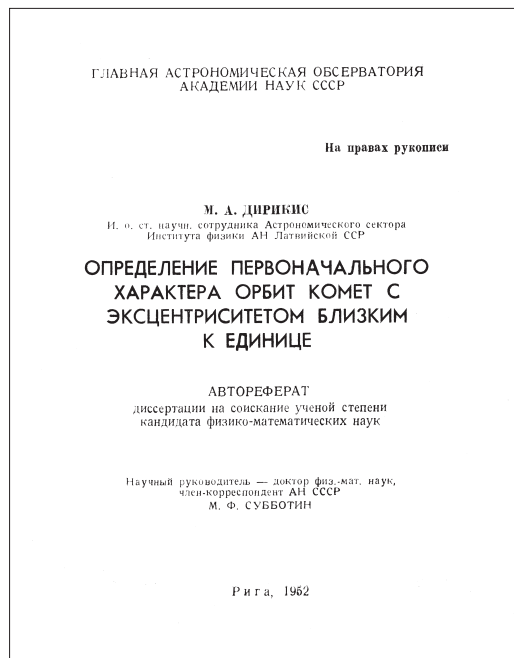 ГЛАВНАЯ АСТРОНОМИЧЕСКАЯ ОБСЕРВАТОРИЯ
АКАДЕМИИ НАУК СССР
На правах рукописи
М. А. ДИРИКИС
И. о. ст. научн. сотрудника Астрономического сектора
Института физики АН Латвийской ССР
ОПРЕДЕЛЕНИЕ ПЕРВОНАЧАЛЬНОГО
ХАРАКТЕРА ОРБИТ КОМЕТ С
ЭКСЦЕНТРИСИТЕТОМ БЛИЗКИМ
К ЕДИНИЦЕ
АВТОРЕФЕРАТ
диссертации на соискание ученой степени
кандидата физико-математических наук
Научный руководитель — доктор физ.-мат. наук,
член-корреспондент АН СССР
М. Ф. СУББОТИН
Рига, 1952